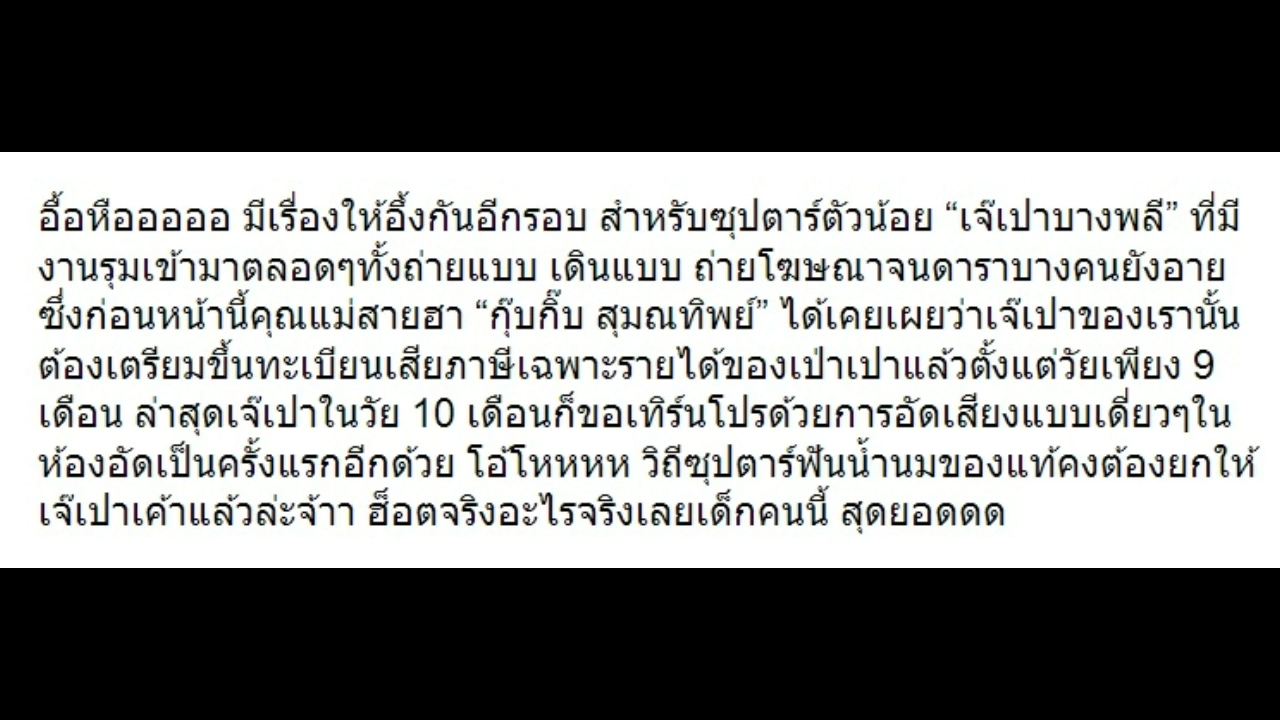 อื้อหือออออ มีเรื่องให้อึ้งกันอีกรอบ สำหรับซุปตาร์ตัวน้อย “เจ๊เปาบางพลี” ที่มี
งานรุมเข้ามาตลอดๆทั้งถ่ายแบบ เดินแบบ ถ่ายโฆษณาจนดาราบางคนยังอาย
ซึ่งก่อนหน้านี้คุณแม่สายฮา “กุ๊บกิ๊บ สุมณทิพย์” ได้เคยเผยว่าเจ๊เปาของเรานั้น
ต้องเตรียมขึ้นทะเบียนเสียภาษีเฉพาะรายได้ของเป่าเปาแล้วตั้งแต่วัยเพียง 9
เดือน ล่าสุดเจ๊เปาในวัย 10 เดือนก็ขอเทิร์นโปรด้วยการอัดเสียงแบบเดี่ยวๆใน
ห้องอัดเป็นครั้งแรกอีกด้วย โอ๋โหหหห วิถีซุปตาร์ฟันน้ำนมของแท้คงต้องยกให้
เจ๊เปาเค้าแล้วล่ะจ้าา ฮ็อตจริงอะไรจริงเลยเด็กคนนี้ สุดยอดดด